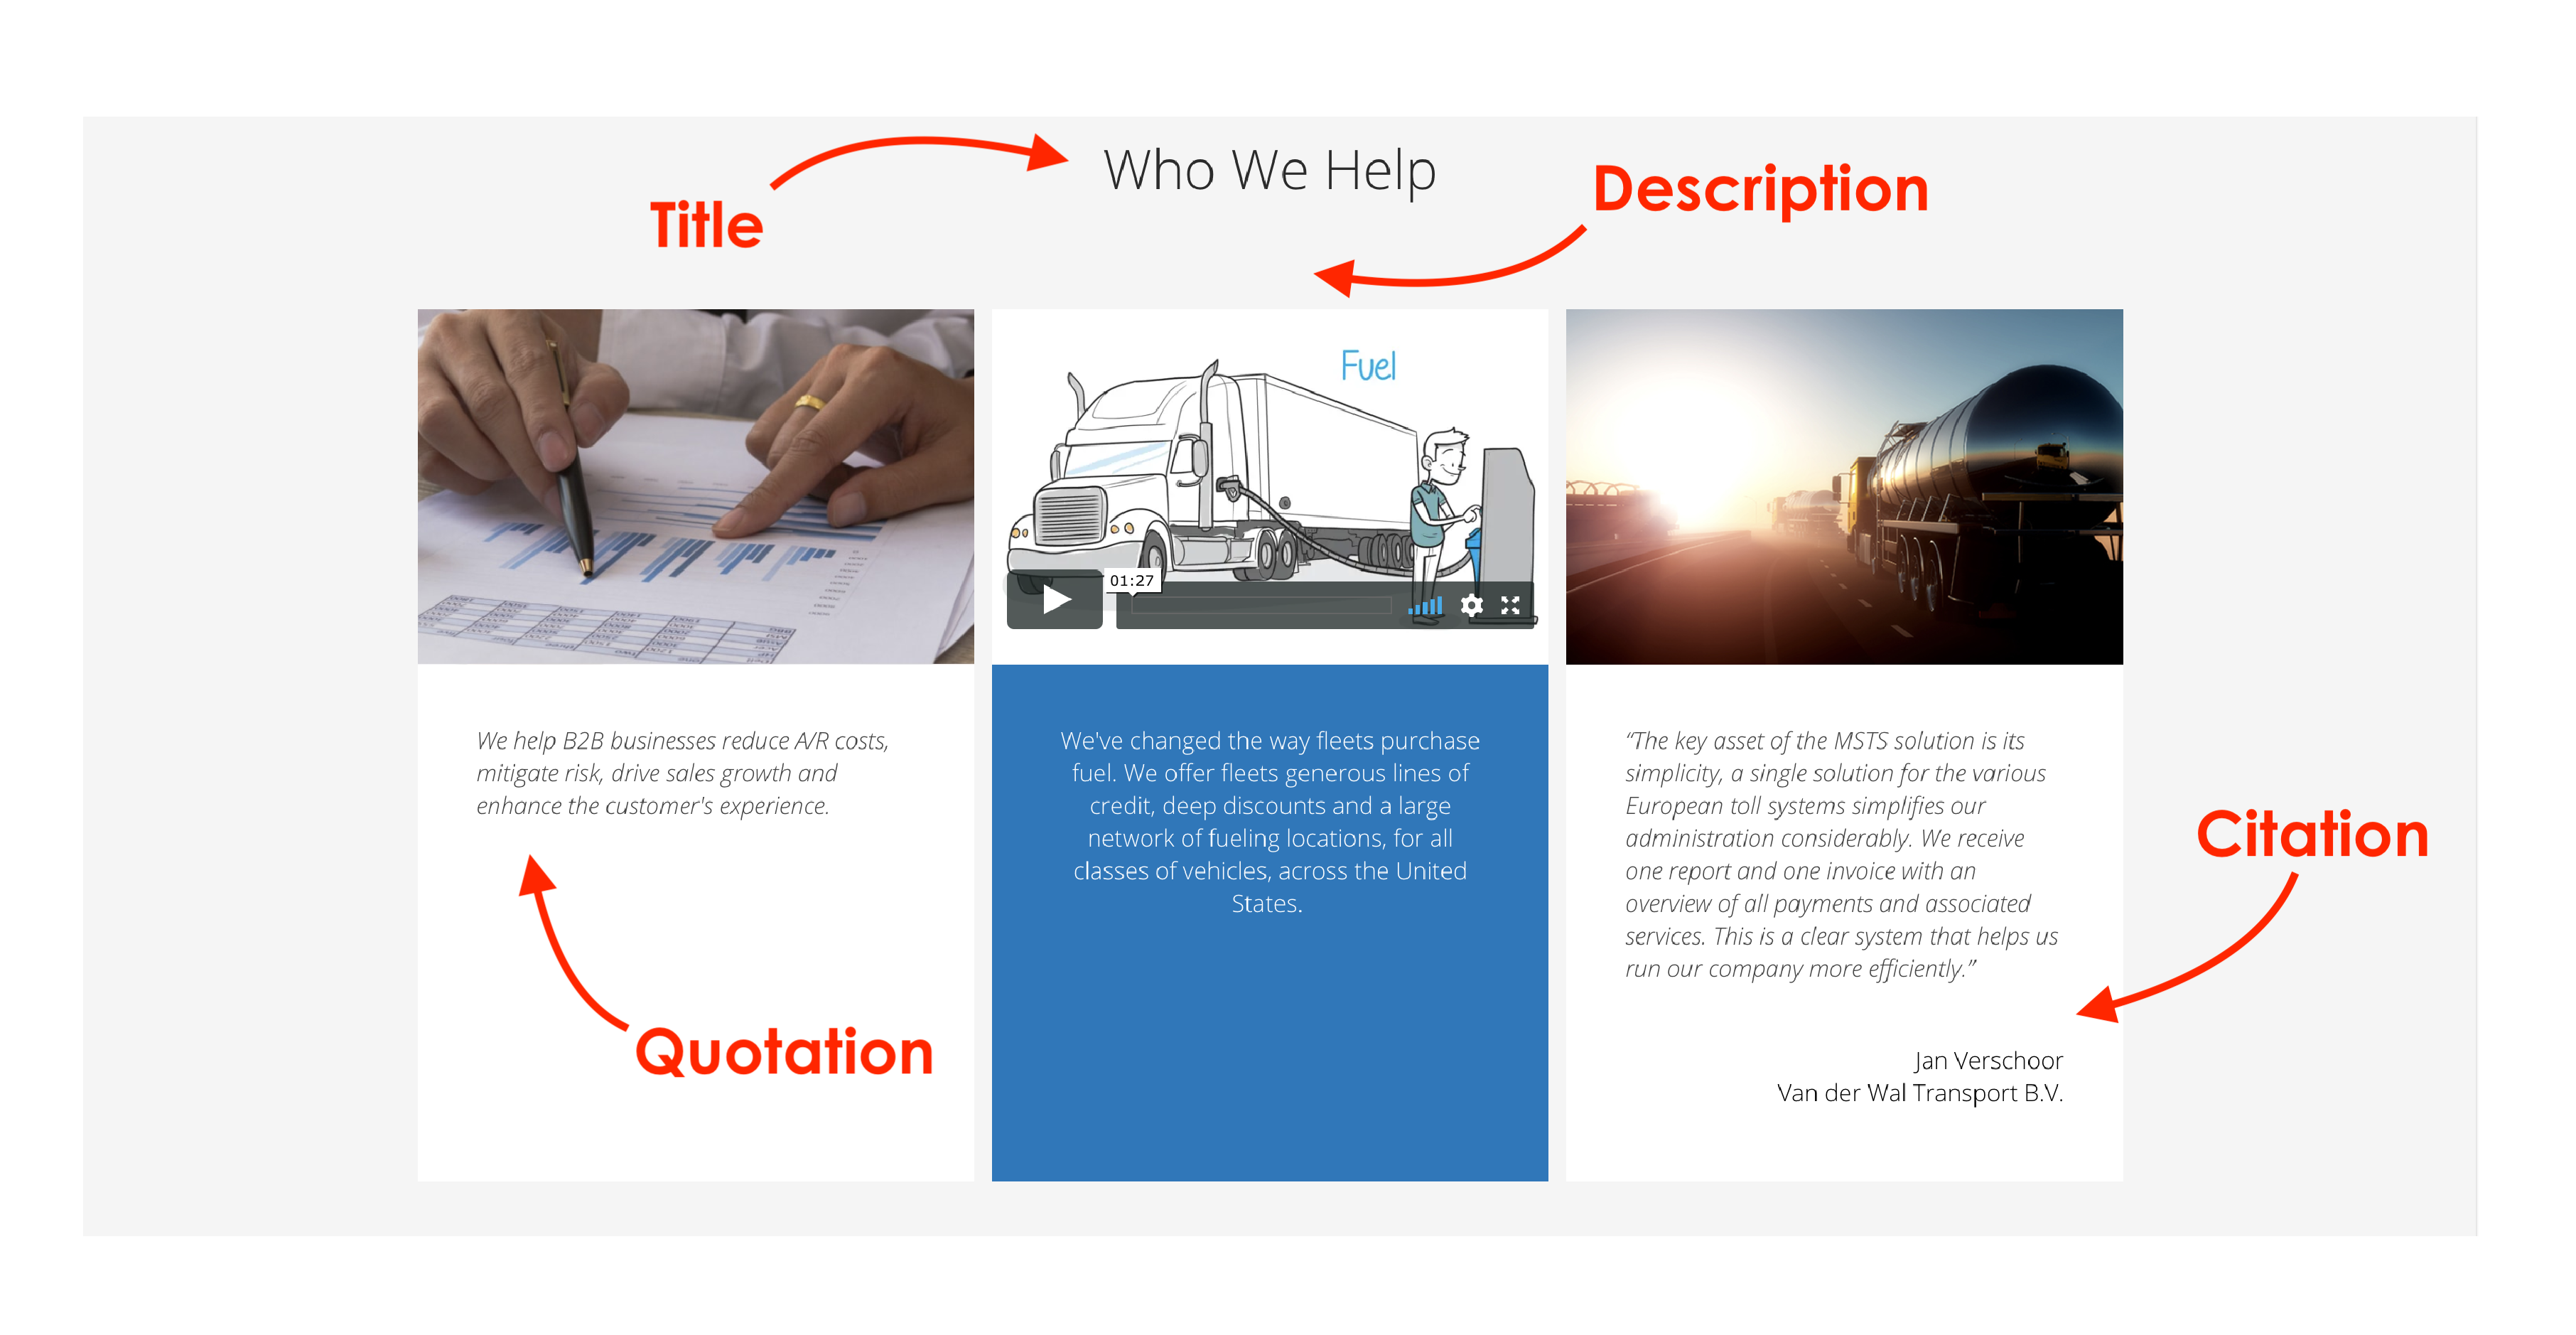 Who We Help
Title
Description
Fuel
01:27
We help B2B businesses reduce A/R costs,
mitigate risk, drive sales growth and
enhance the customer's experience.
Quotation
We've changed the way fleets purchase
fuel. We offer fleets generous lines of
credit, deep discounts and a large
network of fueling locations, for all
classes of vehicles, across the United
States.
“The key asset of the MSTS solution is its
simplicity, a single solution for the various
European toll systems simplifies our
administration considerably. We receive
one report and one invoice with an
overview of all payments and associated
services. This is a clear system that helps us
run our company more efficiently.”
Citation
Jan Verschoor
Van der Wal Transport B.V.